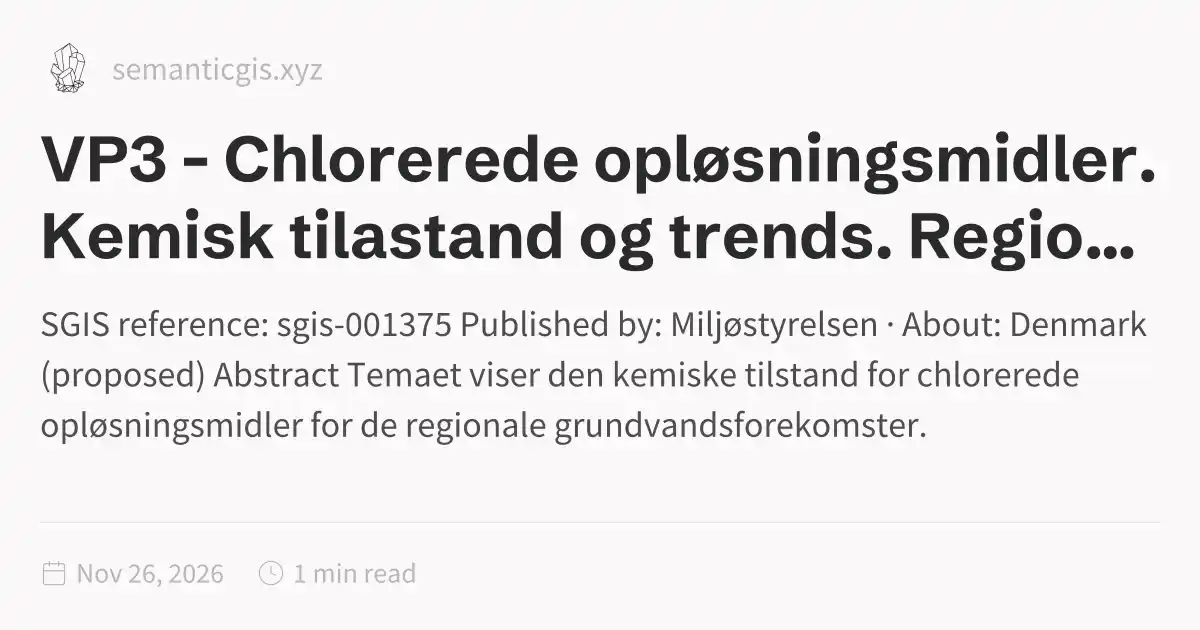 semanticgis.xyz
VP3 - Chlorerede opløsningsmidler.
Kemisk tilastand og trends. Regio...
SGIS reference: sgis-001375 Published by: Miljøstyrelsen · About: Denmark
(proposed) Abstract Temaet viser den kemiske tilstand for chlorerede
opløsningsmidler for de regionale grundvandsforekomster.
Nov 26, 2026 1 min read